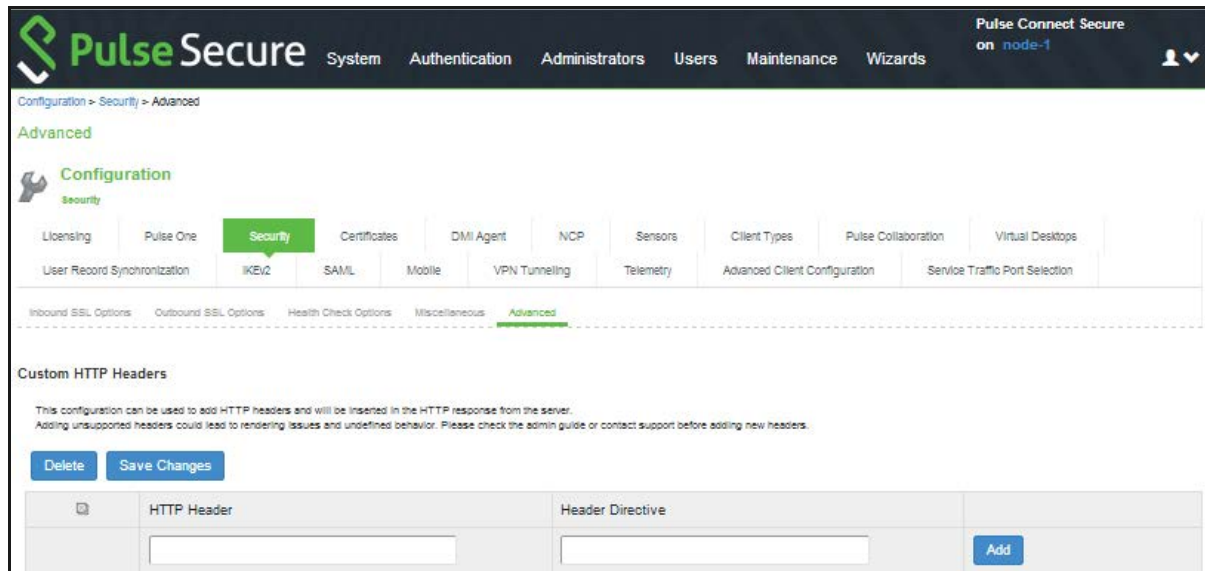 Pulse Secure
System Authentication Administrators Users Maintenance Wizards
Pulse Connect Secure
on node-1
Configuration > Security > Advanced
Advanced
Configuration
Security
Licensing Pulse One Security Certificates DMI Agent NCP Sensors Client Types Pulse Collaboration Virtual Desktops
User Record Synchronization IKEv2 SAML Mobile VPN Tunneling Telemetry Advanced Client Configuration Service Traffic Port Selection
Inbound SSL Options Outbound SSL Options Health Check Options Miscellaneous Advanced
Custom HTTP Headers
This configuration can be used to add HTTP headers and will be inserted in the HTTP response from the server.
Adding unsupported headers could lead to rendering issues and undefined behavior. Please check the admin guide or contact support before adding new headers.
Delete Save Changes
HTTP Header Header Directive
Add